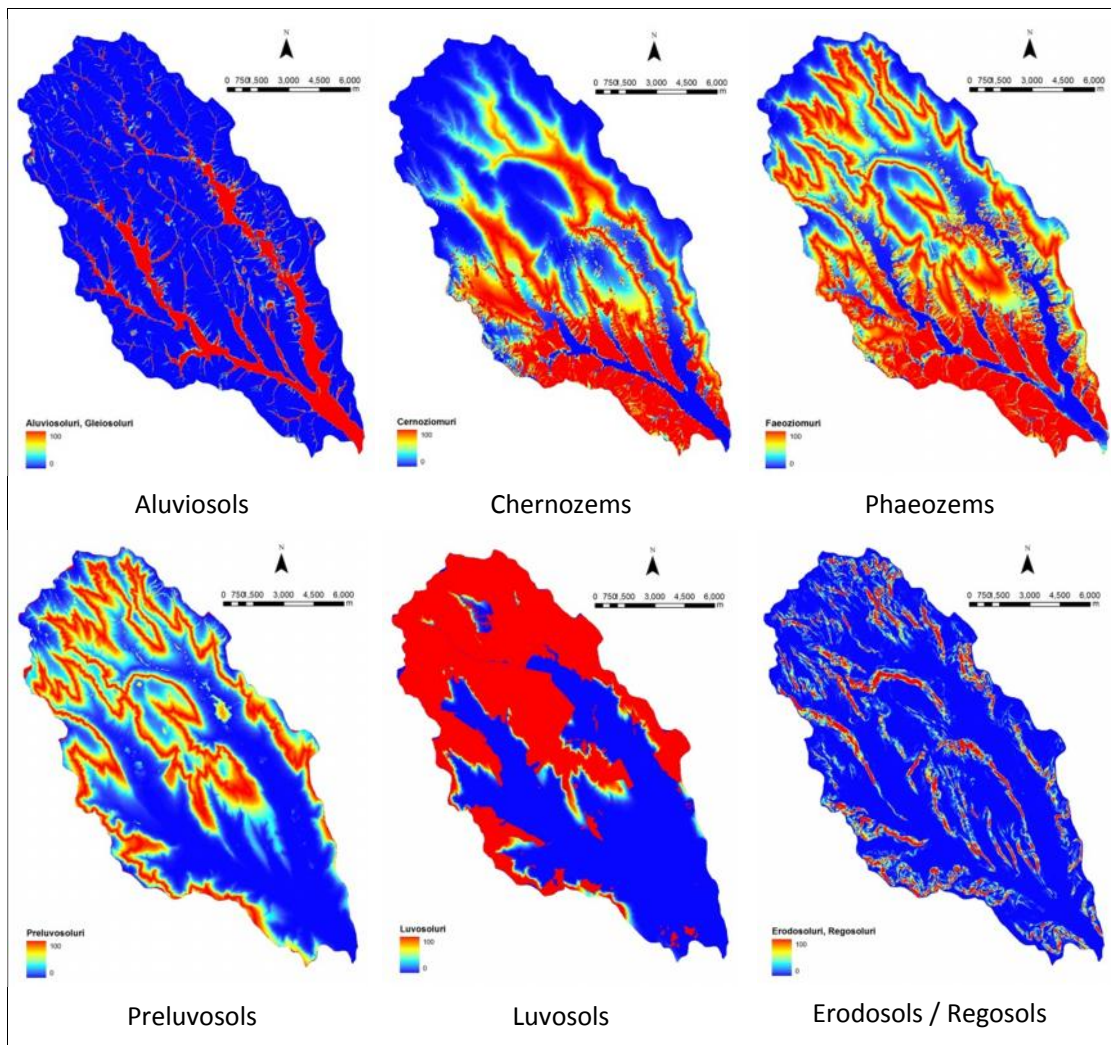 N
0 750 1,500 3,000 4,500 6,000
m
Aluviosoluri, Gleiosoluri
100
0
Aluviosols
N
0 750 1,500 3,000 4,500 6,000
m
Cernoziomuri
100
0
Chernozems
N
0 750 1,500 3,000 4,500 6,000
m
Faeoziomuri
100
0
Phaeozems
N
0 750 1,500 3,000 4,500 6,000
m
Preluvosoluri
100
0
Preluvosols
N
0 750 1,500 3,000 4,500 6,000
m
Luvosoluri
100
0
Luvosols
N
0 750 1,500 3,000 4,500 6,000
m
Erodosoluri, Regosoluri
100
0
Erodosols / Regosols